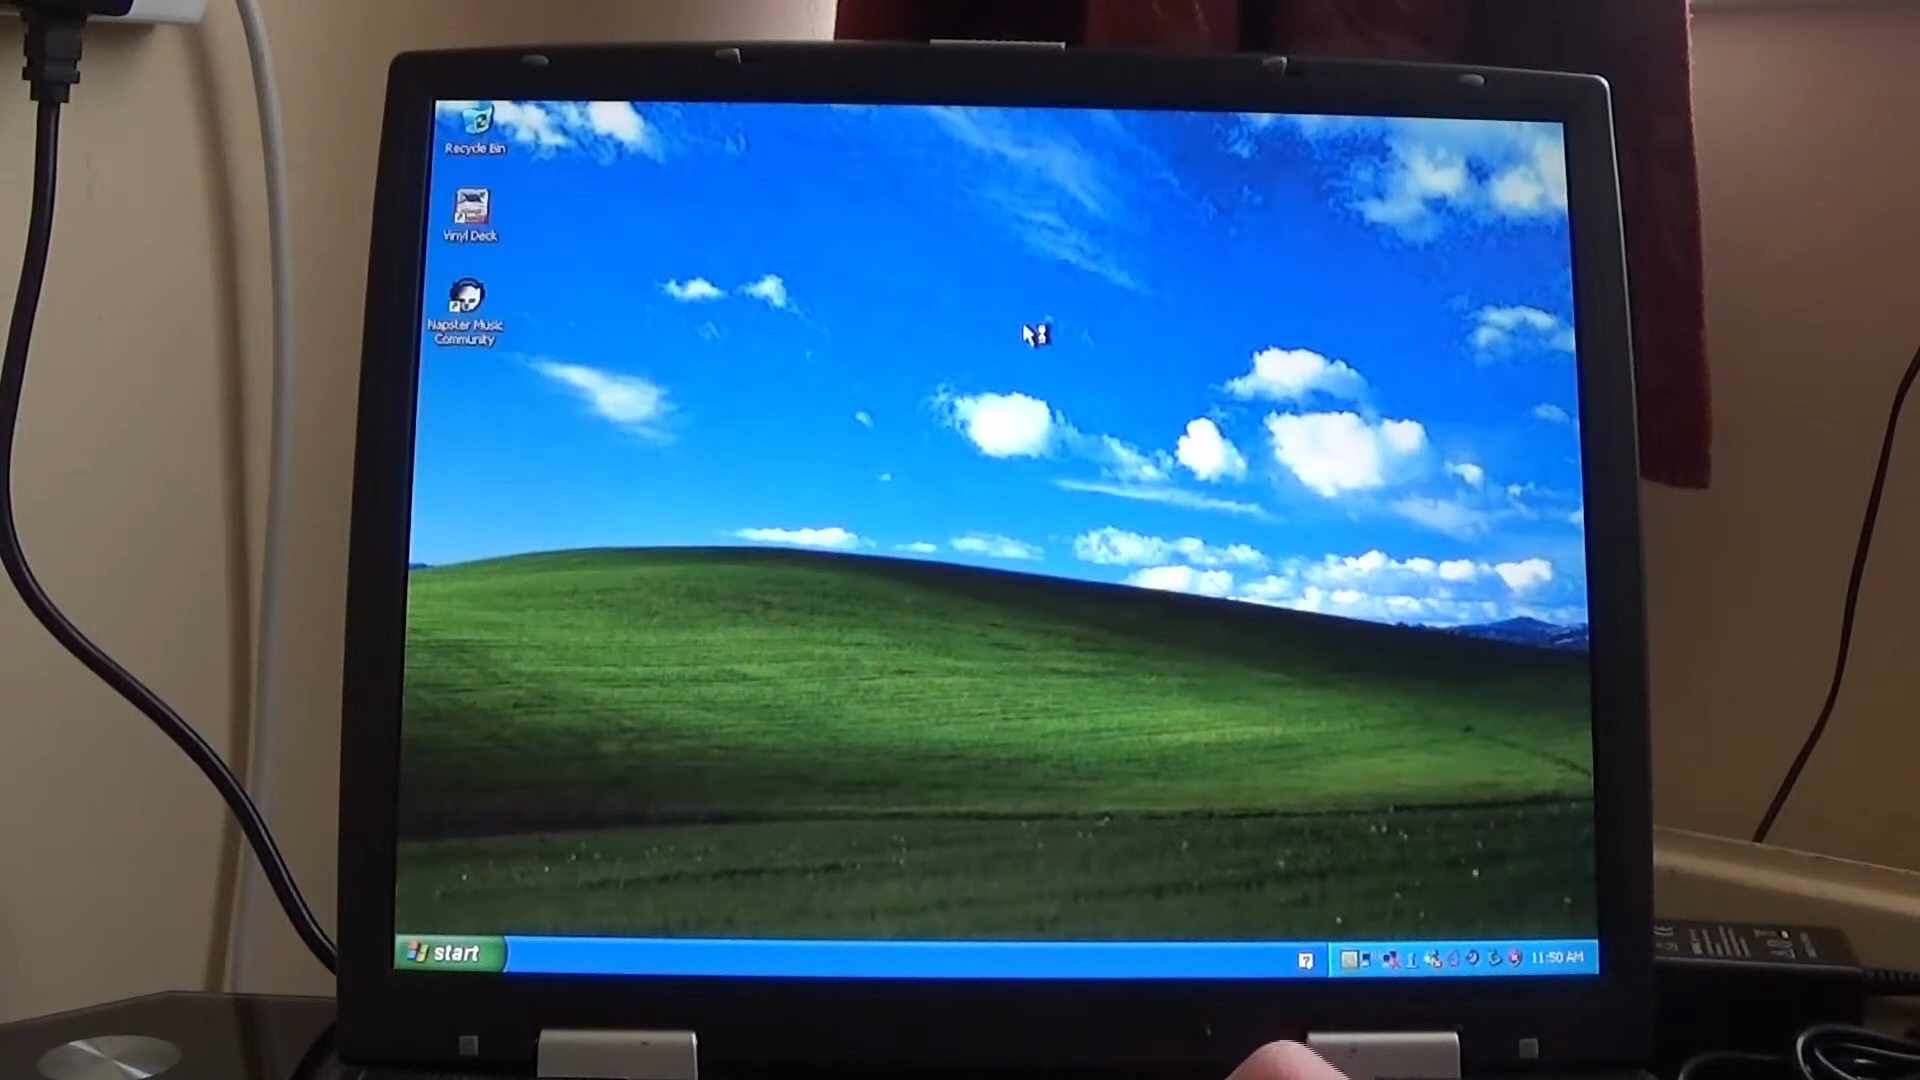 Recycle Bin
Vinyl Deck
Napster Music
Community
start
11:50 AM